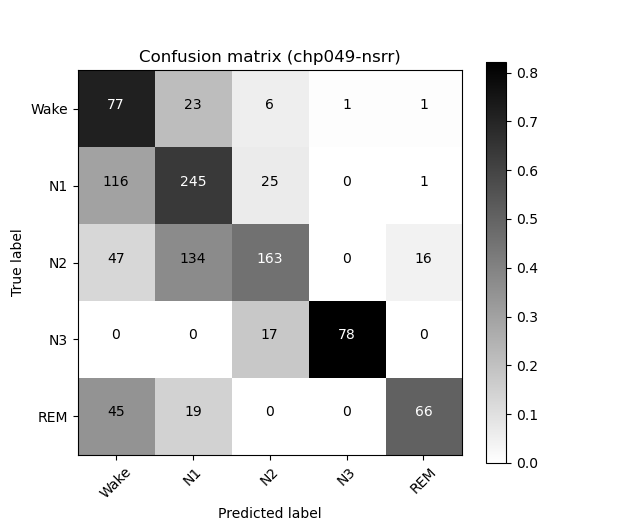 Confusion matrix (chp049-nsrr)
True label
Wake 77 23 6 1 1
N1 116 245 25 0 1
N2 47 134 163 0 16
N3 0 0 17 78 0
REM 45 19 0 0 66
Wake N1 N2 N3 REM
Predicted label
0.8
0.7
0.6
0.5
0.4
0.3
0.2
0.1
0.0